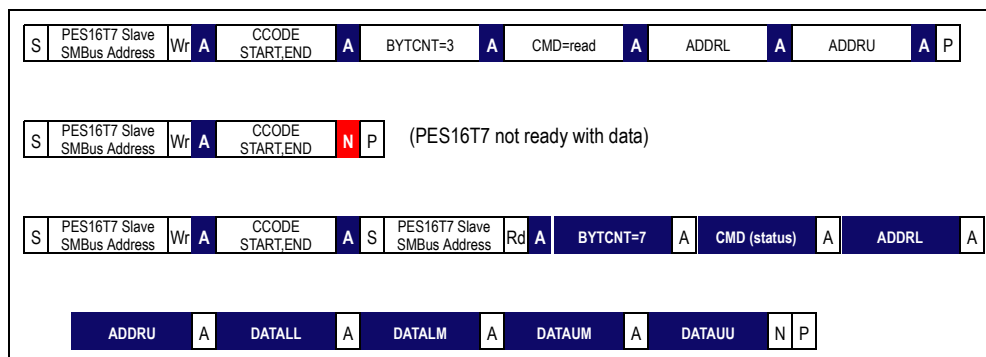 S PES16T7 Slave SMBus Address Wr A CCODE START,END A BYTCNT=3 A CMD=read A ADDRL A ADDRU A P
S PES16T7 Slave SMBus Address Wr A CCODE START,END N P (PES16T7 not ready with data)
S PES16T7 Slave SMBus Address Wr A CCODE START,END A S PES16T7 Slave SMBus Address Rd A BYTCNT=7 A CMD (status) A ADDRL A
ADDRU A DATALL A DATALM A DATAUM A DATAUU N P